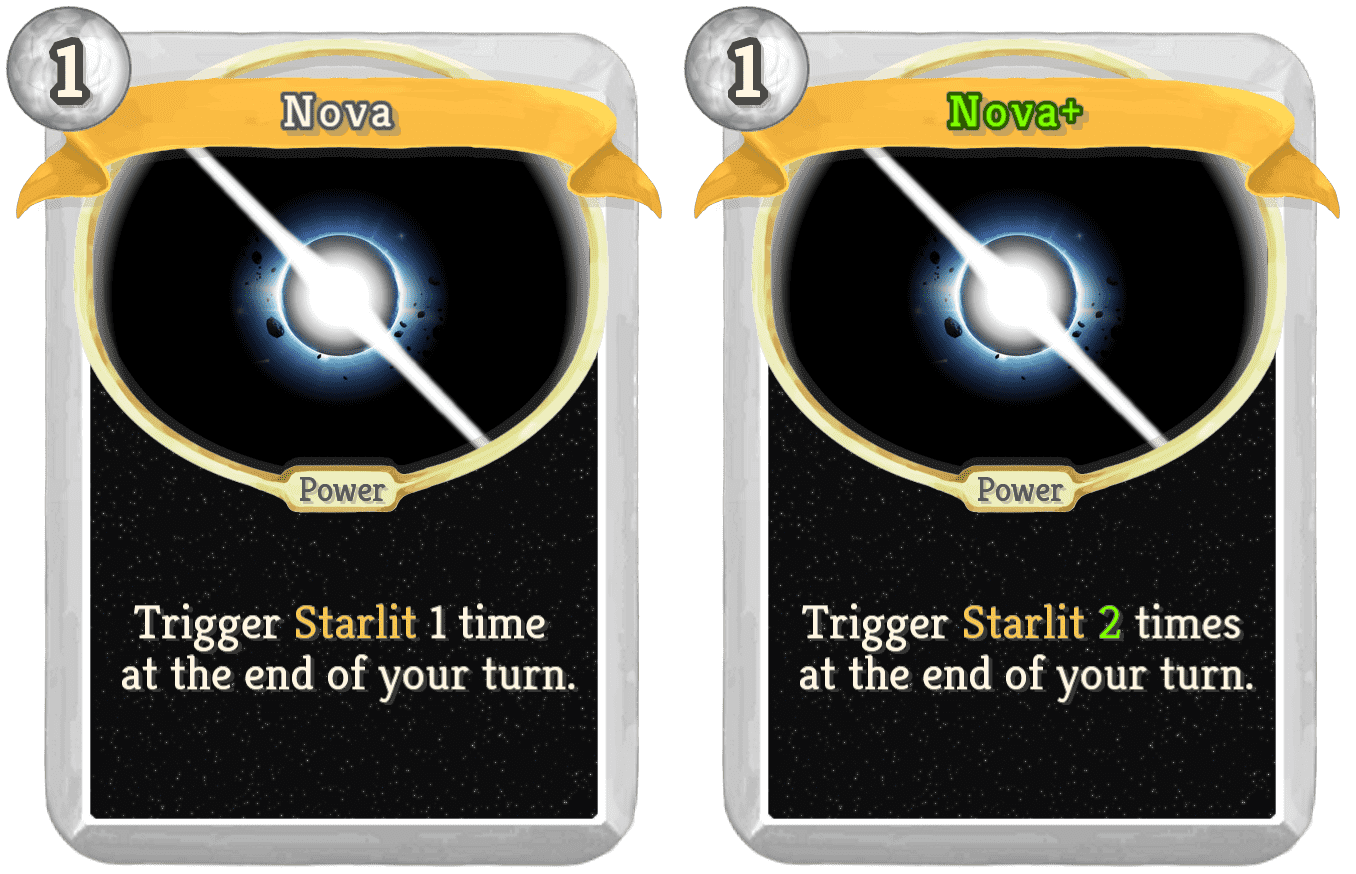 1
Nova
Power
Trigger Starlit 1 time
at the end of your turn.
1
Nova+
Power
Trigger Starlit 2 times
at the end of your turn.